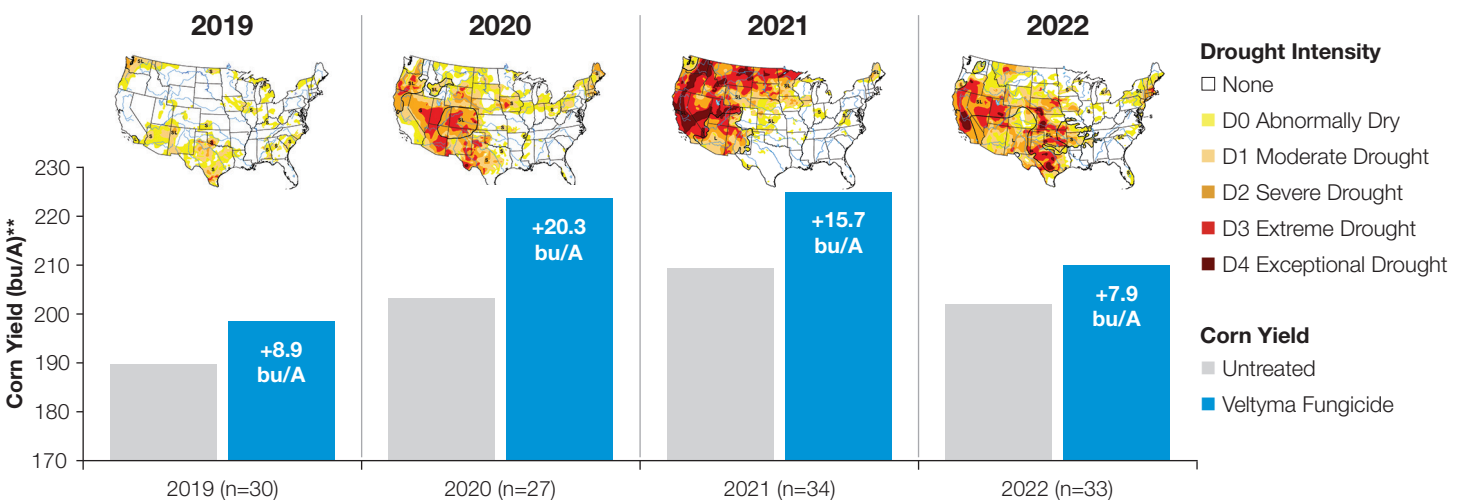 2019
2020
2021
2022
Drought Intensity
None
D0 Abnormally Dry
D1 Moderate Drought
D2 Severe Drought
D3 Extreme Drought
D4 Exceptional Drought
Corn Yield
Untreated
Veltyma Fungicide
Corn Yield (bu/A)**
230
220
210
200
190
180
170
+8.9
bu/A
+20.3
bu/A
+15.7
bu/A
+7.9
bu/A
2019 (n=30)
2020 (n=27)
2021 (n=34)
2022 (n=33)